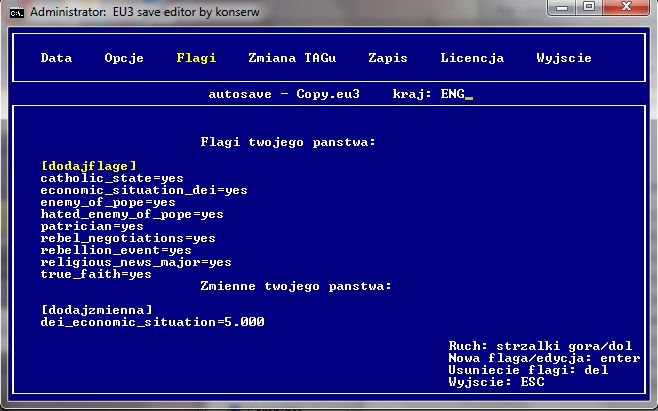 Administrator: EU3 save editor by konserw
Data Opcje Flagi Zmiana TAGu Zapis Licencja Wyjscie
autosave - Copy.eu3 kraj: ENG_
Flagi twojego panstwa:
[dodajflage]
catholic_state=yes
economic_situation_dei=yes
enemy_of_pope=yes
hated_enemy_of_pope=yes
patrician=yes
rebel_negotiations=yes
rebellion_event=yes
religious_news_major=yes
true_faith=yes
Zmienne twojego panstwa:
[dodajzmienna]
dei_economic_situation=5.000
Ruch: strzalki gora/dol
Nowa flaga/edycja: enter
Usuniecie flagi: del
Wyjscie: ESC